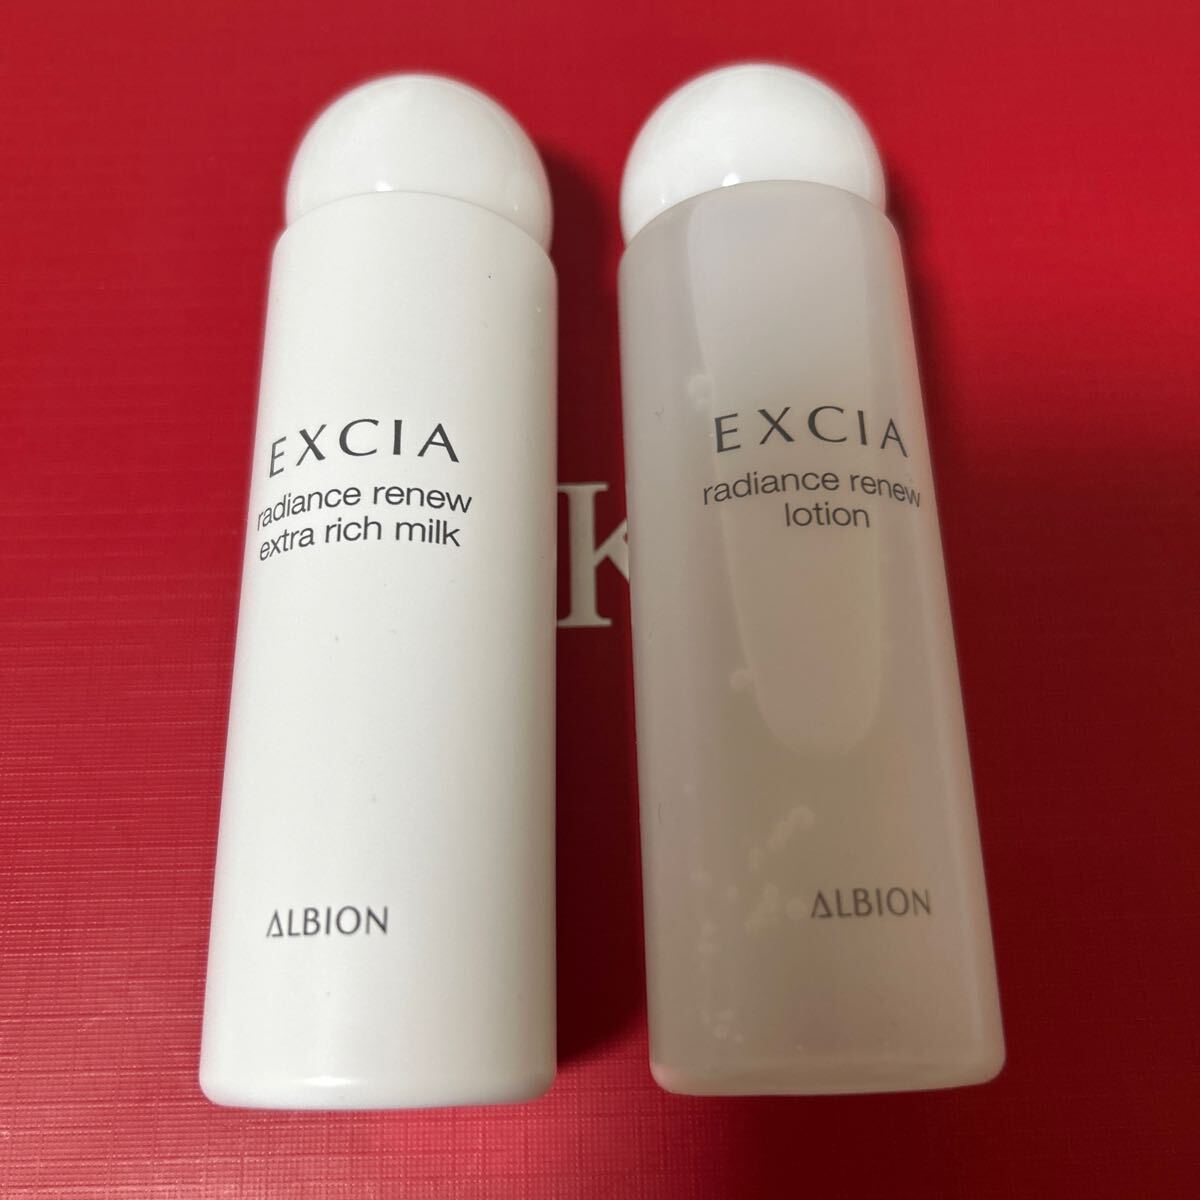 EXCIA
radiance renew
extra rich milk
ALBION
EXCIA
radiance renew
lotion
ALBION
K